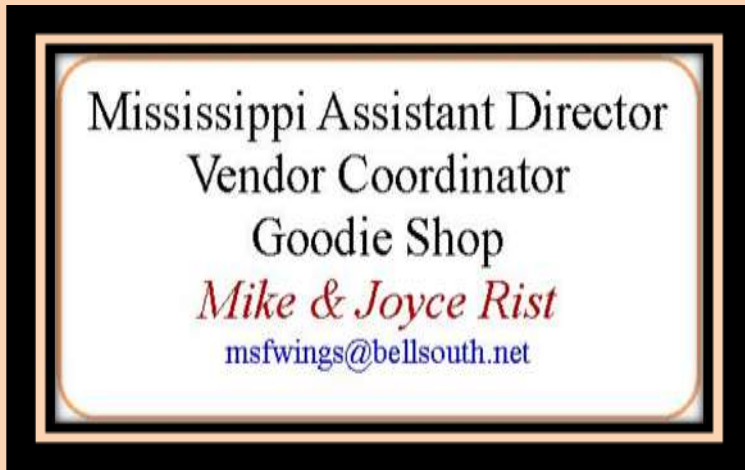 Mississippi Assistant Director
Vendor Coordinator
Goodie Shop
Mike & Joyce Rist
msfwings@bellsouth.net